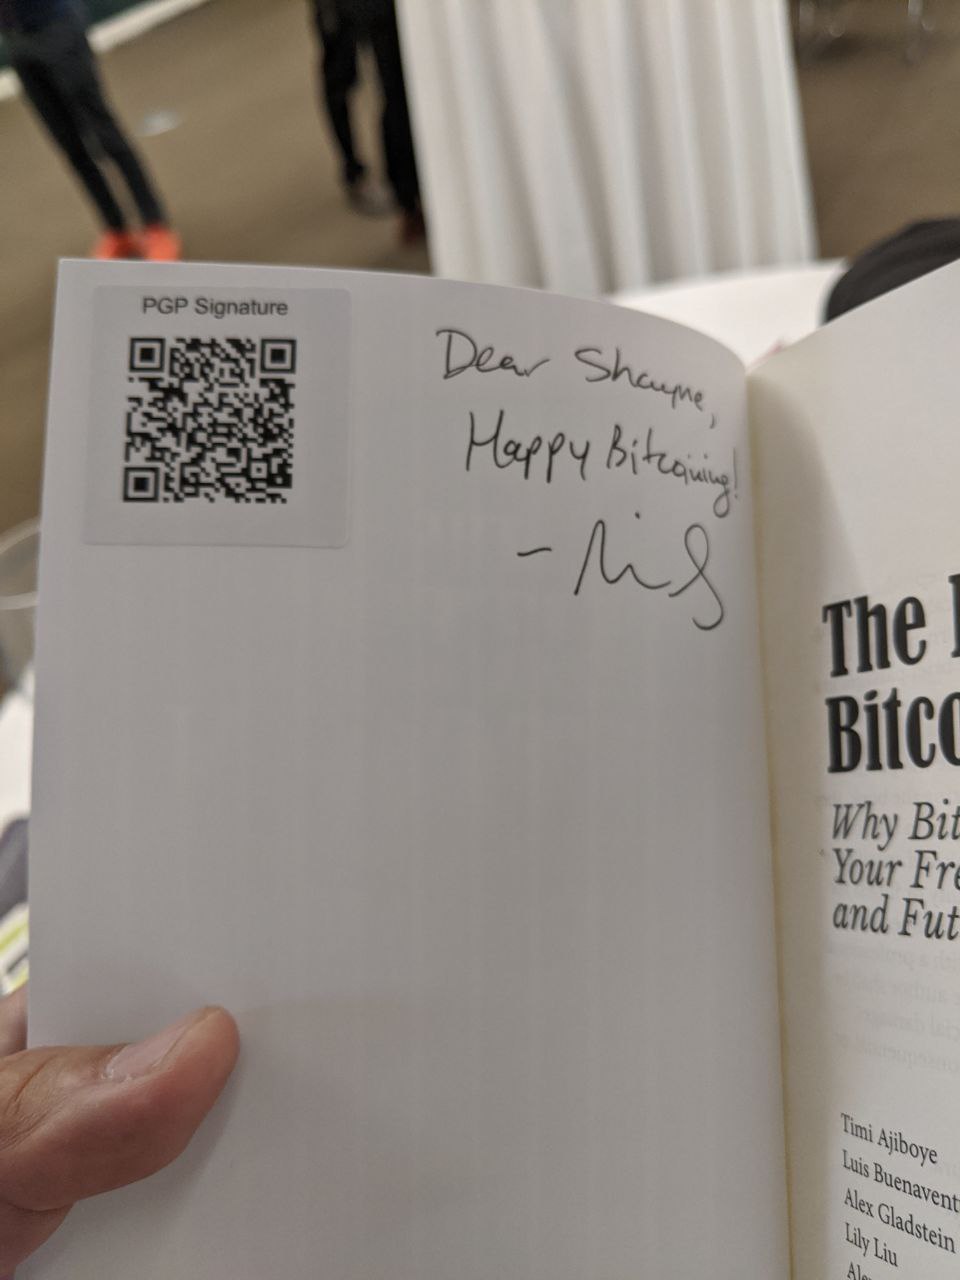 PGP Signature
Dear Shayne,
Happy Bitcoining!
The
Bitco
Why Bit
Your Fre
and Fut
Timi Ajiboye
Luis Buenavent
Alex Gladstein
Lily Liu